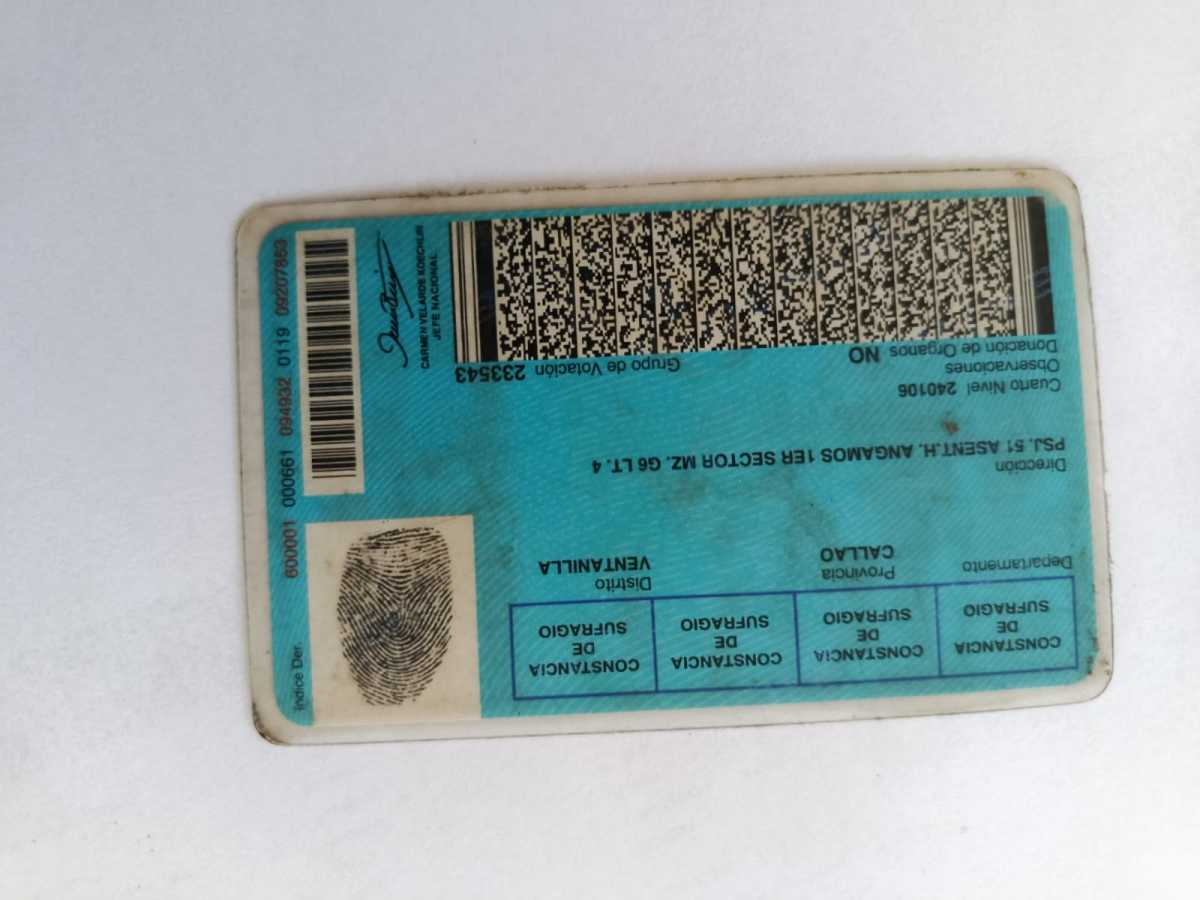 CONSTANCIA DE SUFRAGIO
CONSTANCIA DE SUFRAGIO
CONSTANCIA DE SUFRAGIO
CONSTANCIA DE SUFRAGIO
Departamento
Provincia
CALLAO
Distrito
VENTANILLA
Dirección
PSJ. 51 ASENT.H. ANGAMOS 1ER SECTOR MZ. G6 LT. 4
Cuarto Nivel 240106
Observaciones
Donación de Organos NO
Grupo de Votación 233543
Indice Der.
600001 000661 094932 0119 09207863
CARMEN VELARDE KOECHLIN
JEFE NACIONAL